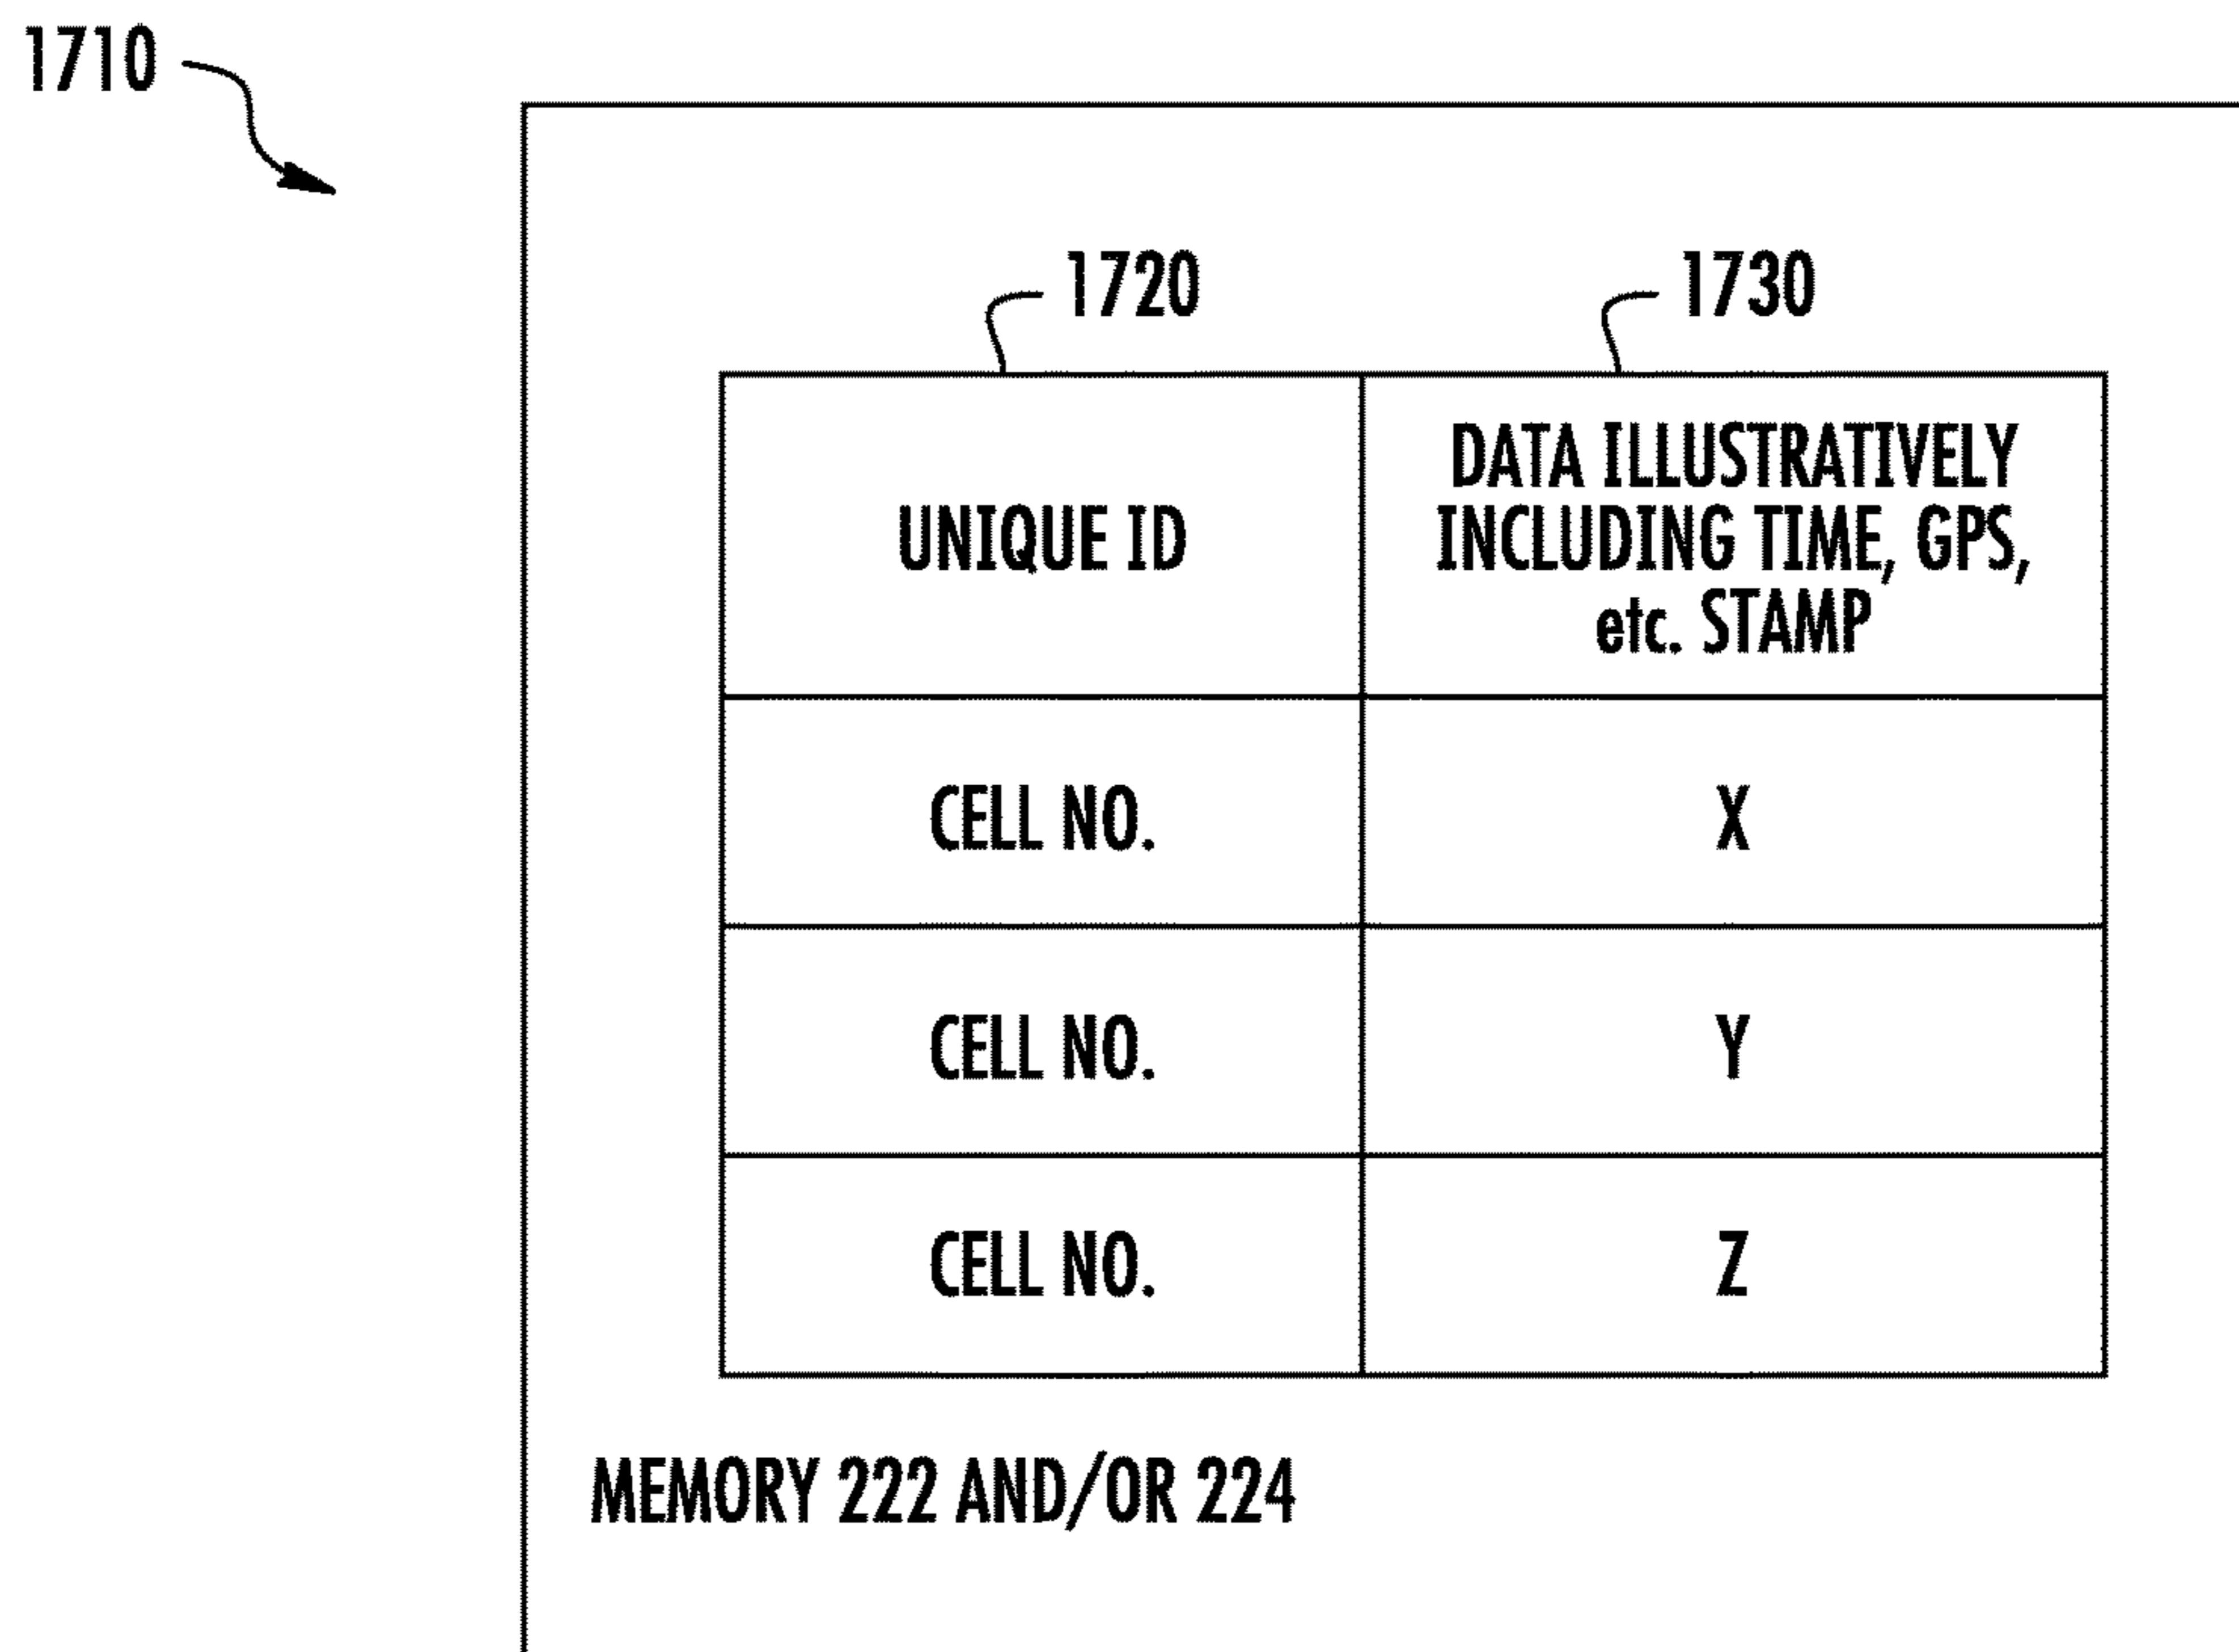 1710
1720
1730
UNIQUE ID
DATA ILLUSTRATIVELY
INCLUDING TIME, GPS,
etc. STAMP
CELL NO.
X
CELL NO.
Y
CELL NO.
Z
MEMORY 222 AND/OR 224